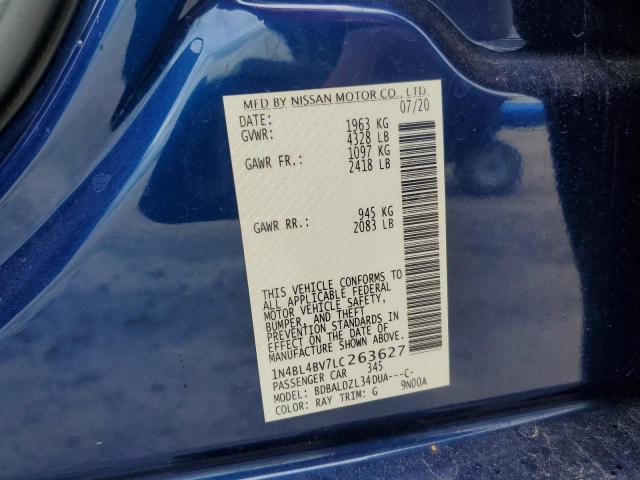 MFD BY NISSAN MOTOR CO., LTD.
DATE: 07/20
GVWR: 1963 KG
4328 LB
GAWR FR.: 1097 KG
2418 LB
GAWR RR.: 945 KG
2083 LB
THIS VEHICLE CONFORMS TO
ALL APPLICABLE FEDERAL
MOTOR VEHICLE SAFETY,
BUMPER, AND THEFT
PREVENTION STANDARDS IN
EFFECT ON THE DATE OF
MANUFACTURE SHOWN ABOVE.
1N4BL4BV7LC263627
PASSENGER CAR 345
MODEL: BDBALDZL34DUA---C-
COLOR: RAY TRIM: G 9N00A